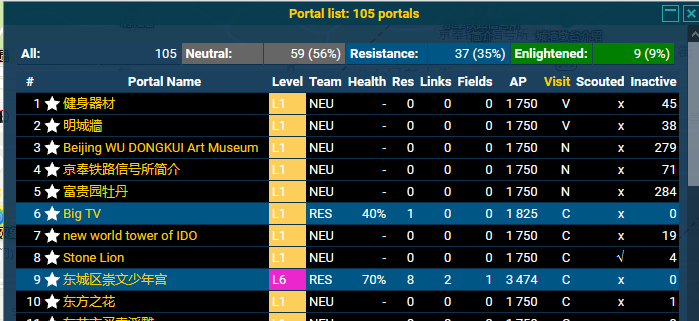 Portal list: 105 portals
All: 105 Neutral: 59 (56%) Resistance: 37 (35%) Enlightened: 9 (9%)
# Portal Name Level Team Health Res Links Fields AP Visit Scouted Inactive
1 健身器材 L1 NEU - 0 0 0 1 750 V x 45
2 明城牆 L1 NEU - 0 0 0 1 750 V x 38
3 Beijing WU DONGKUI Art Museum L1 NEU - 0 0 0 1 750 N x 279
4 京奉铁路信号所简介 L1 NEU - 0 0 0 1 750 N x 71
5 富贵园牡丹 L1 NEU - 0 0 0 1 750 N x 284
6 Big TV L1 RES 40% 1 0 0 1 825 C x 0
7 new world tower of IDO L1 NEU - 0 0 0 1 750 C x 19
8 Stone Lion L1 NEU - 0 0 0 1 750 C √ 4
9 东城区崇文少年宫 L6 RES 70% 8 2 1 3 474 C x 0
10 东方之花 L1 NEU - 0 0 0 1 750 C x 1